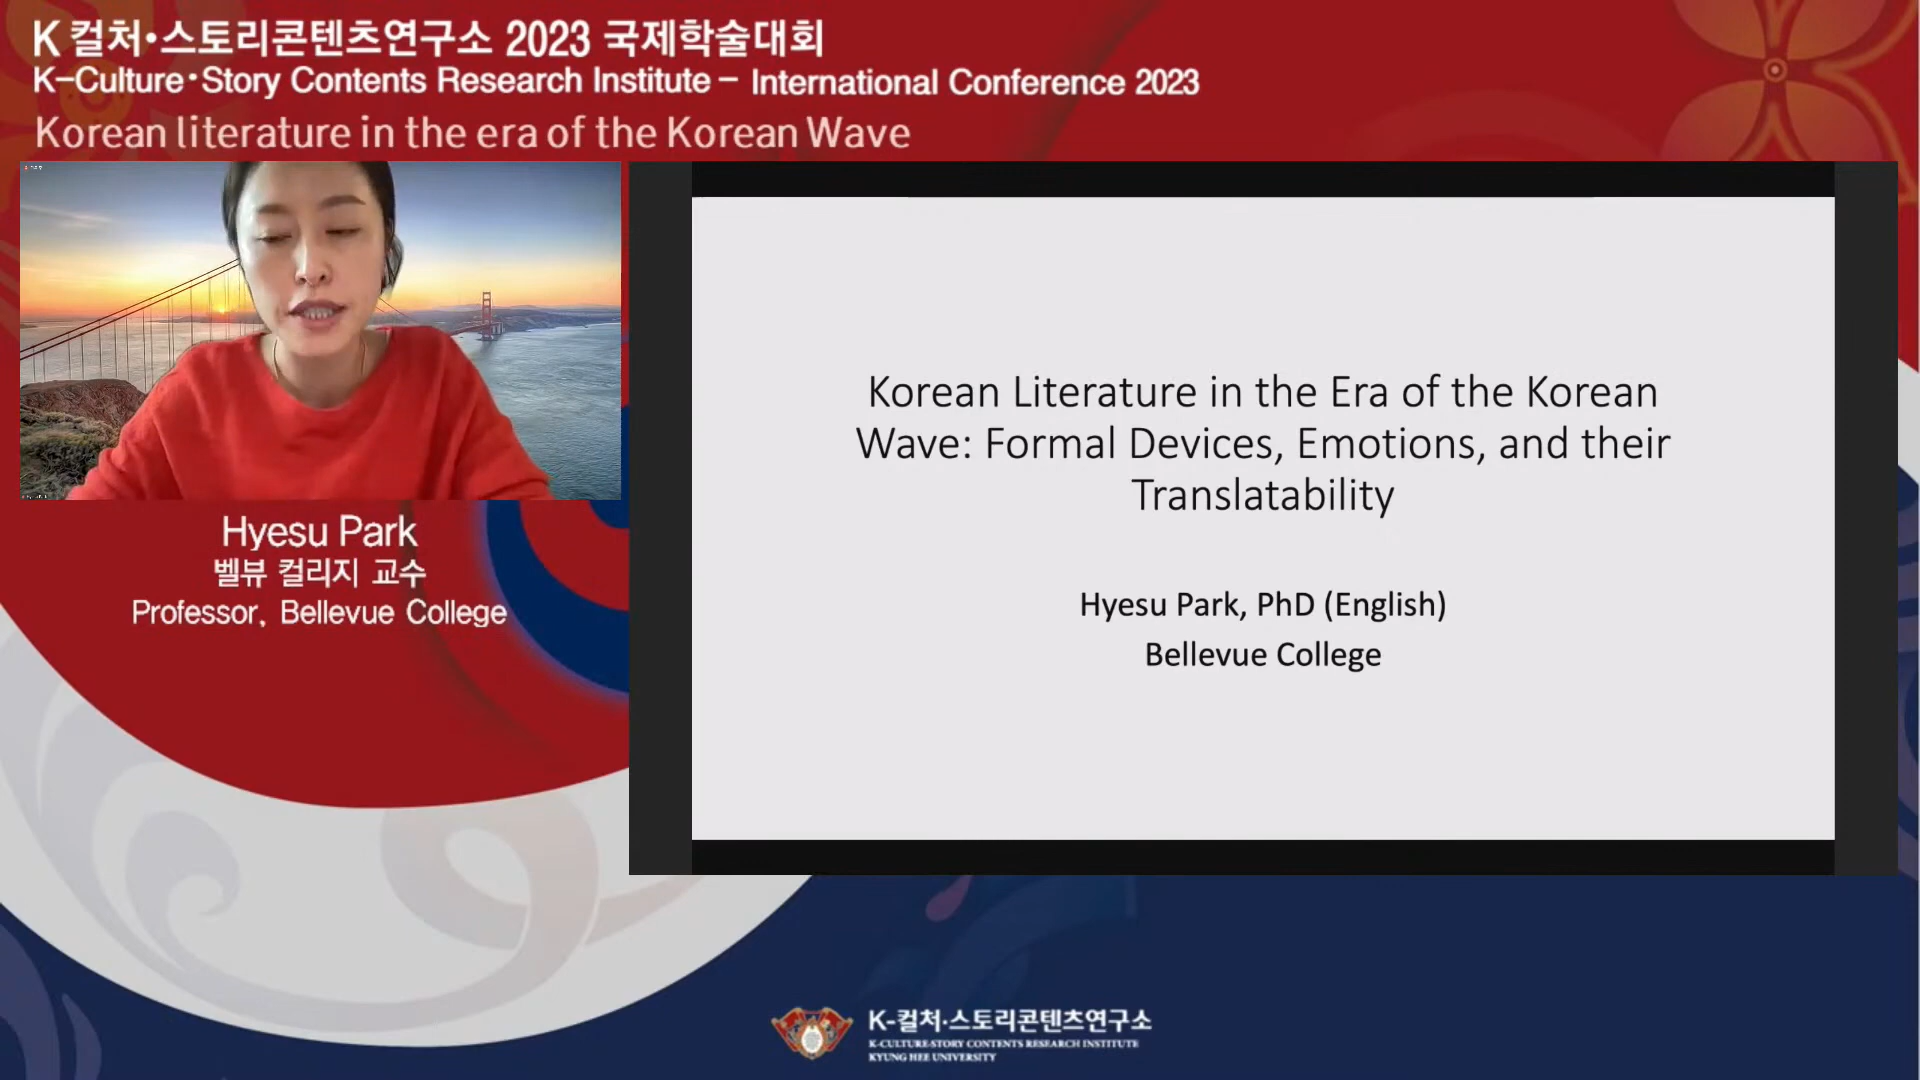 K 컬처•스토리콘텐츠연구소 2023 국제학술대회
K-Culture•Story Contents Research Institute - International Conference 2023
Korean literature in the era of the Korean Wave
Hyesu Park
벨뷰 컬리지 교수
Professor, Bellevue College
Korean Literature in the Era of the Korean
Wave: Formal Devices, Emotions, and their
Translatability
Hyesu Park, PhD (English)
Bellevue College
K-컬처•스토리콘텐츠연구소
K-CULTURE•STORY CONTENTS RESEARCH INSTITUTE
KYUNG HEE UNIVERSITY